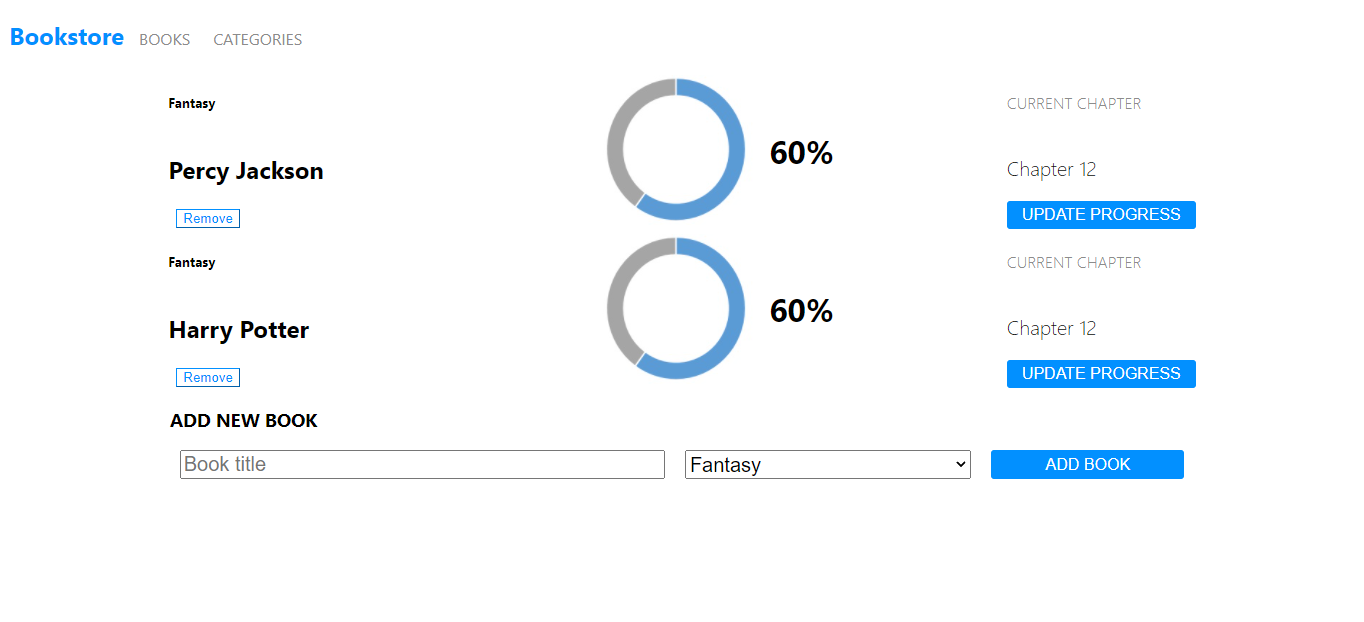 Bookstore BOOKS CATEGORIES
Fantasy
CURRENT CHAPTER
60%
Percy Jackson
Chapter 12
Remove
UPDATE PROGRESS
Fantasy
CURRENT CHAPTER
60%
Harry Potter
Chapter 12
Remove
UPDATE PROGRESS
ADD NEW BOOK
Book title
Fantasy
ADD BOOK